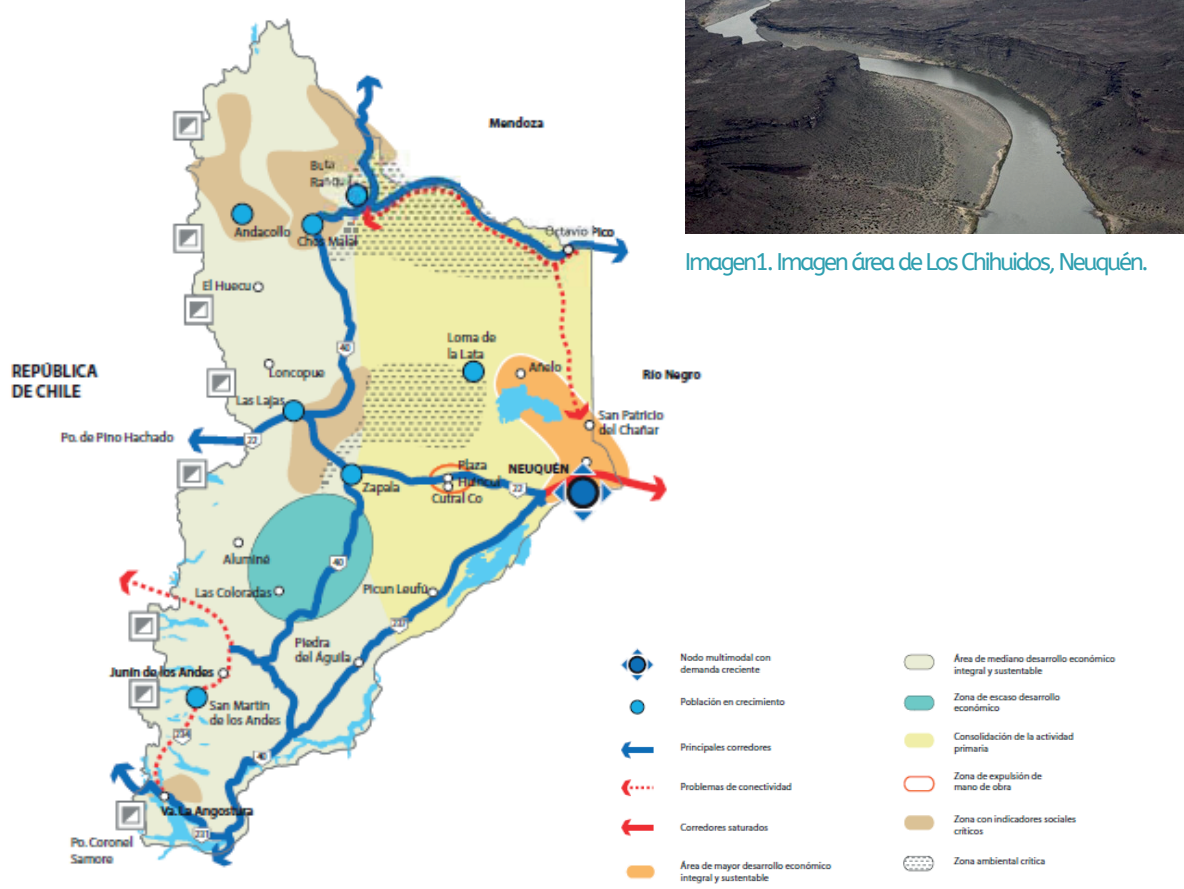 Mendoza
Imagen1. Imagen área de Los Chihuidos, Neuquén.
Buta
Ranquil
Andacollo
Chos Malal
Octavio Pico
El Huecu
40
Loma de
la Lata
Añelo
Loncopue
Río Negro
REPÚBLICA
DE CHILE
Las Lajas
San Patricio
del Chañar
Po. de Pino Hachado
22
Plaza
Huincul
NEUQUÉN
Zapala
Cutral Co
22
Aluminé
40
Las Coloradas
Picun Leufú
237
Piedra
del Águila
Junín de los Andes
San Martín
de los Andes
234
40
Va. La Angostura
231
Po. Coronel
Samore
Nodo multimodal con
demanda creciente
Población en crecimiento
Principales corredores
Problemas de conectividad
Corredores saturados
Área de mayor desarrollo económico
integral y sustentable
Área de mediano desarrollo económico
integral y sustentable
Zona de escaso desarrollo
económico
Consolidación de la actividad
primaria
Zona de expulsión de
mano de obra
Zona con indicadores sociales
críticos
Zona ambiental crítica